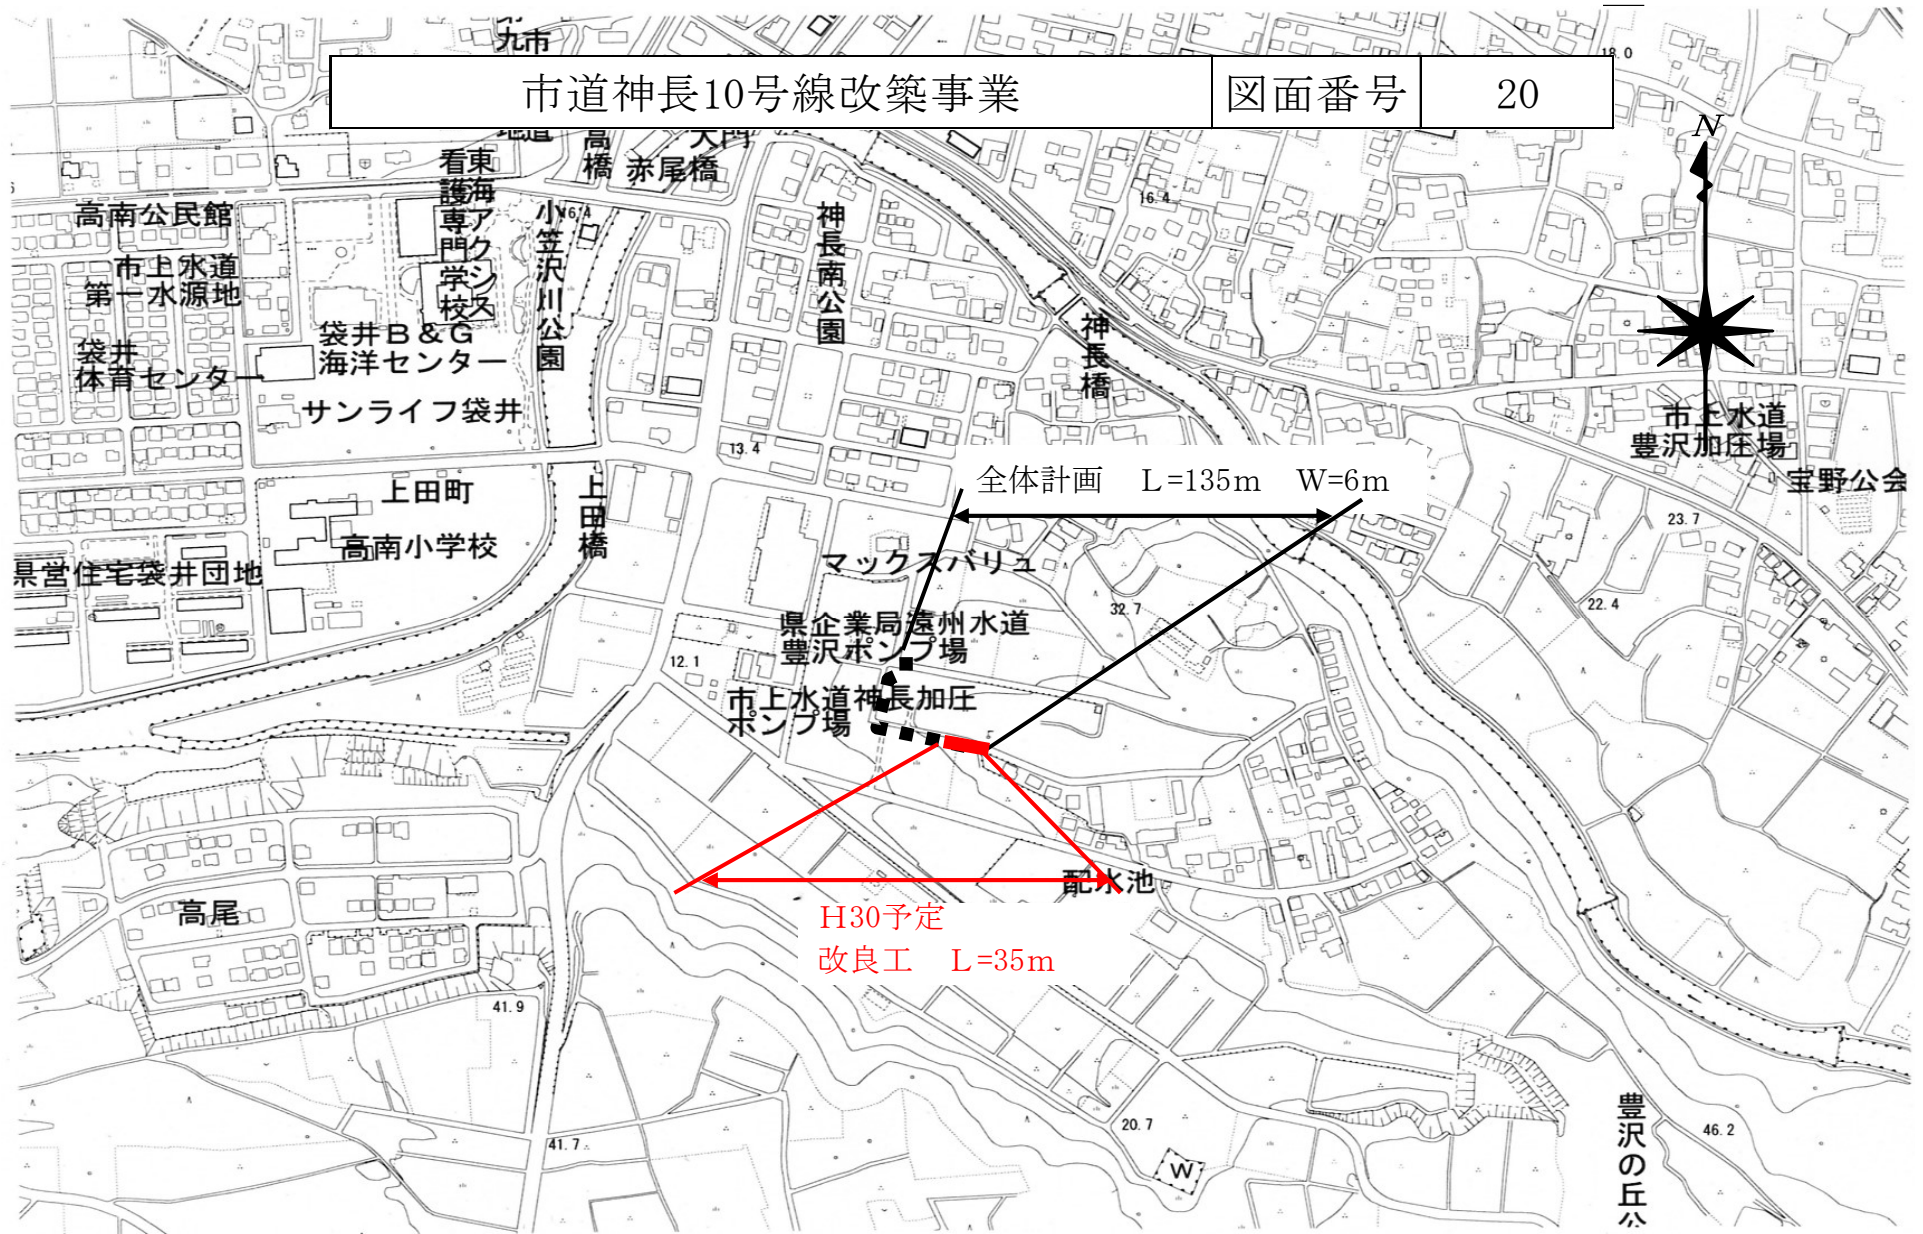 九市
市道神長10号線改築事業
図面番号
20
18.0
高橋
大門
赤尾橋
東海アクシス
看護専門学校
高南公民館
小笠沢川公園
16.4
神長南公園
16.4
N
市上水道
第一水源地
袋井B&G
海洋センター
袋井
体育センター
サンライフ袋井
神長橋
市上水道
豊沢加圧場
宝野公会
13.4
全体計画 L=135m W=6m
上田町
上田橋
高南小学校
県営住宅袋井団地
マックスバリュ
23.7
22.4
32.7
県企業局遠州水道
豊沢ポンプ場
12.1
市上水道神長加圧
ポンプ場
配水池
高尾
H30予定
改良工 L=35m
41.9
41.7
20.7
W
46.2
豊沢の丘公